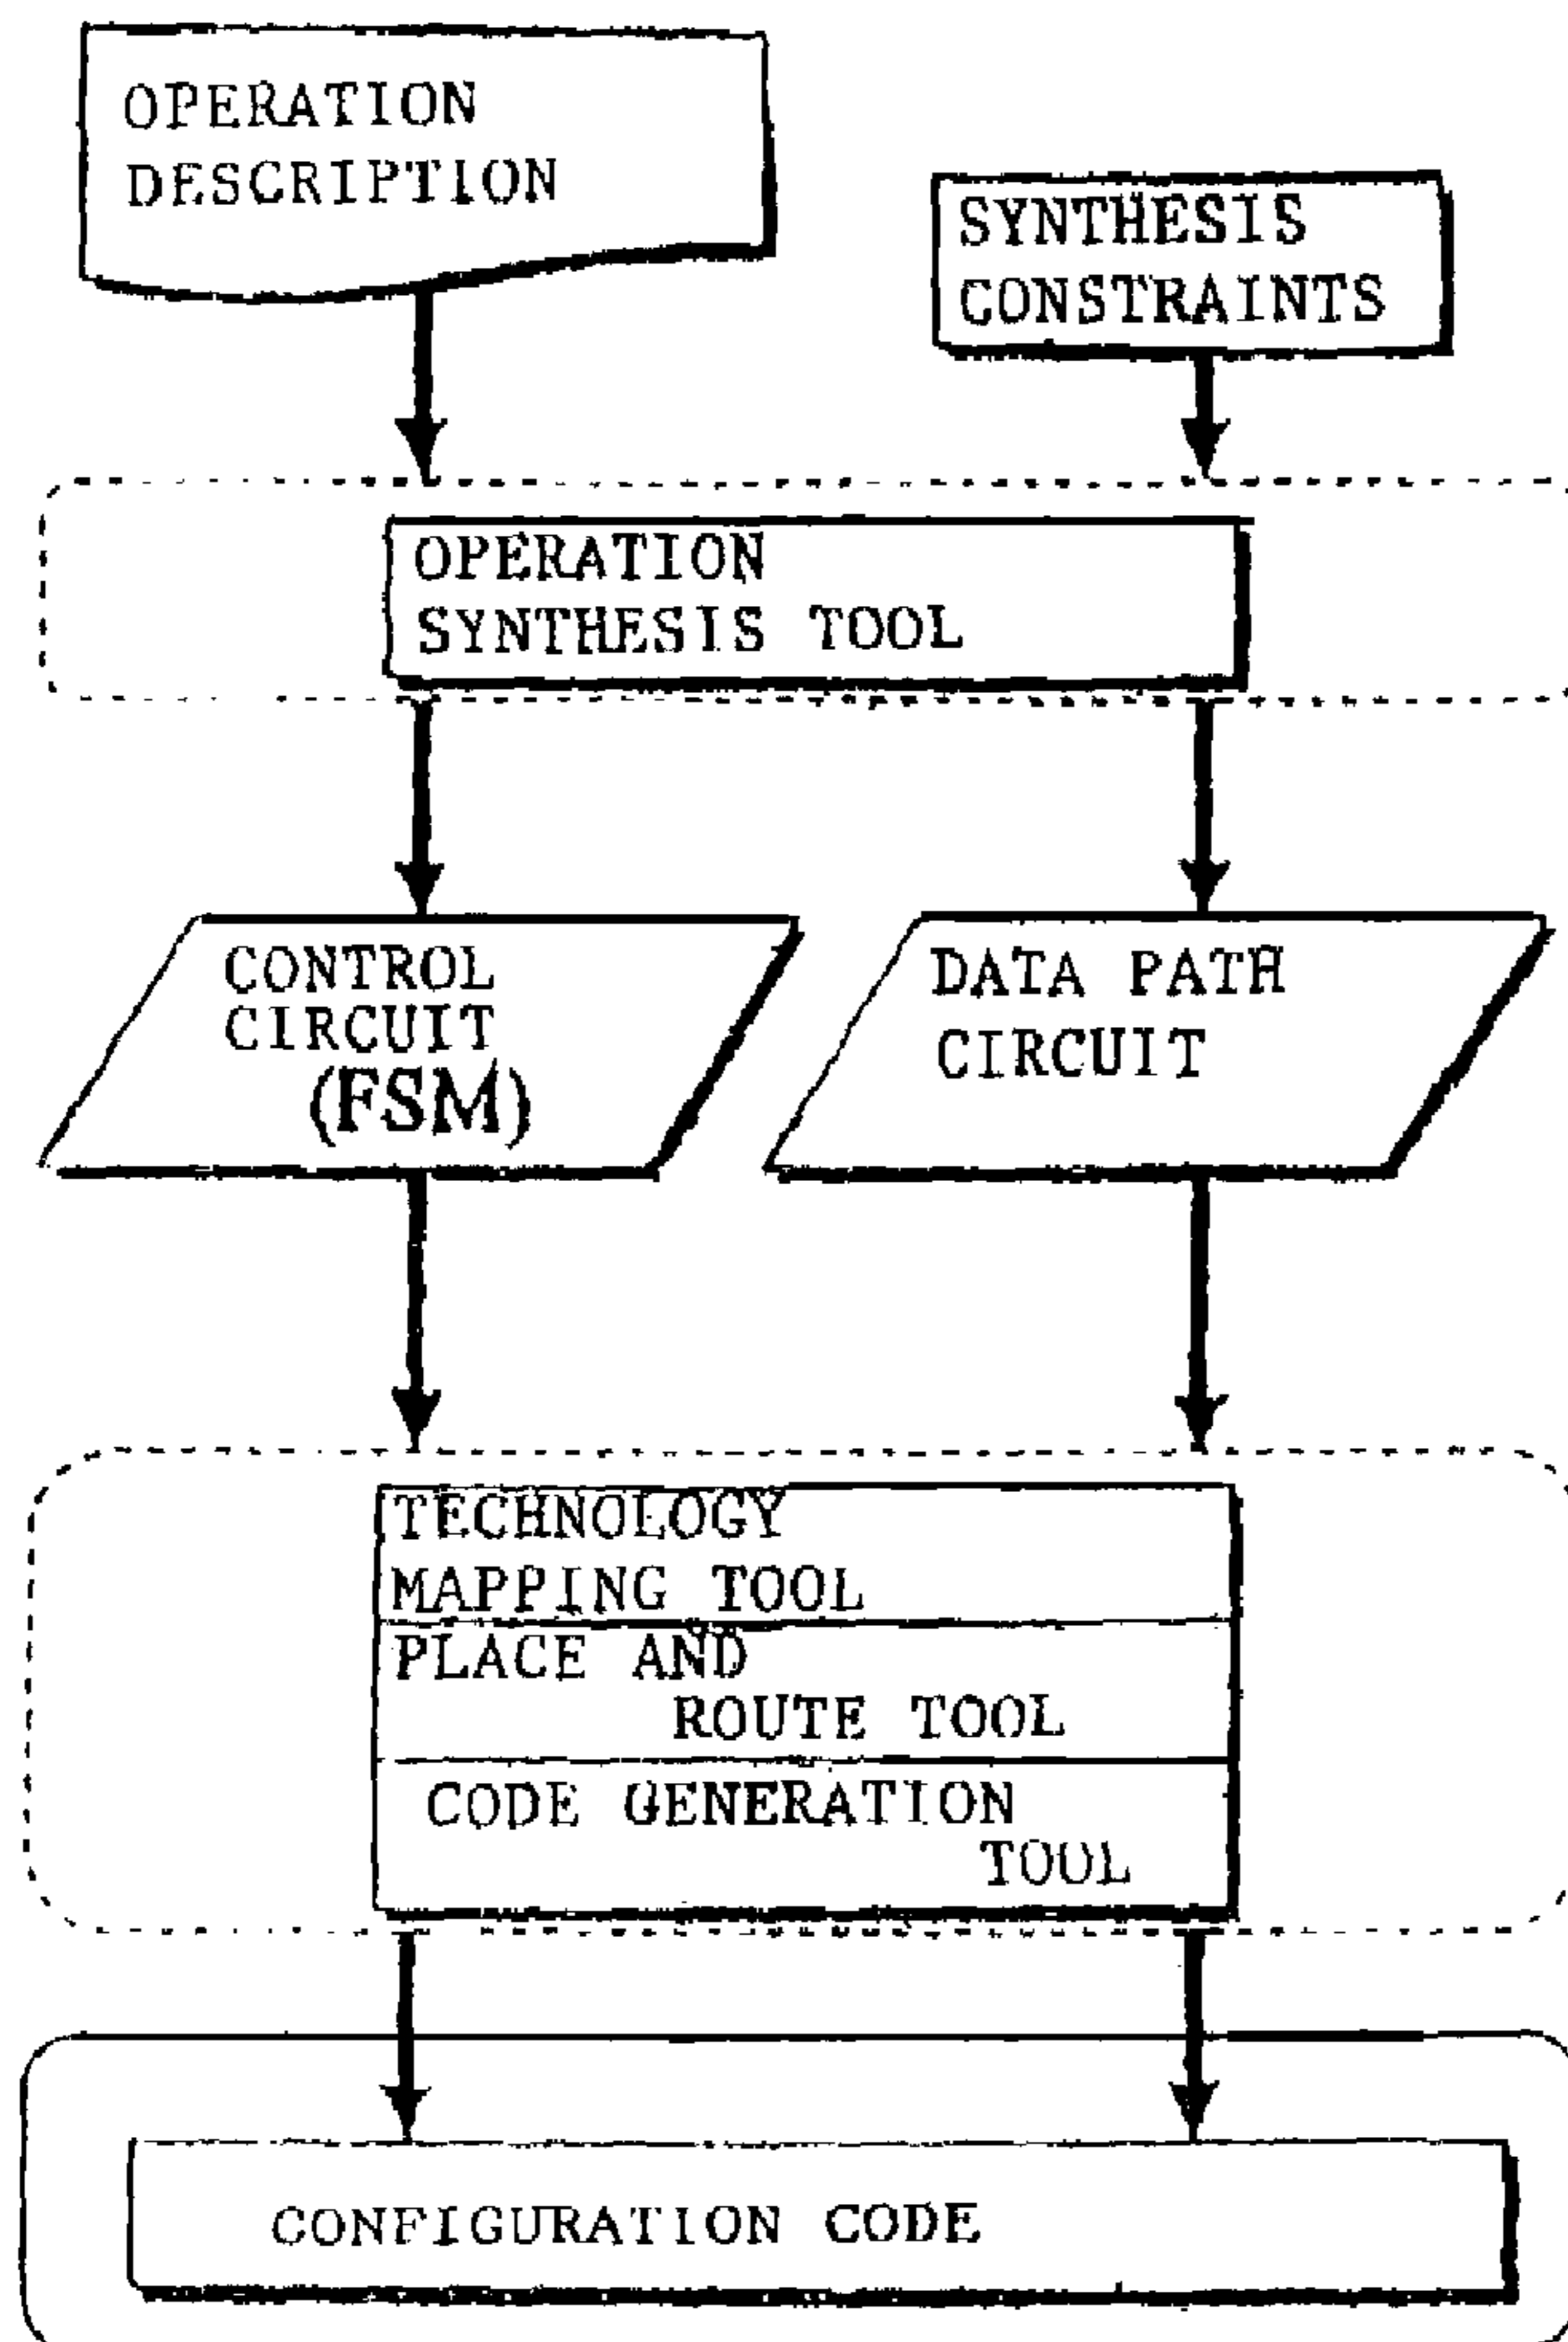 OPERATION
DESCRIPTION
SYNTHESIS
CONSTRAINTS
OPERATION
SYNTHESIS TOOL
CONTROL
CIRCUIT
(FSM)
DATA PATH
CIRCUIT
TECHNOLOGY
MAPPING TOOL
PLACE AND
ROUTE TOOL
CODE GENERATION
TOOL
CONFIGURATION CODE